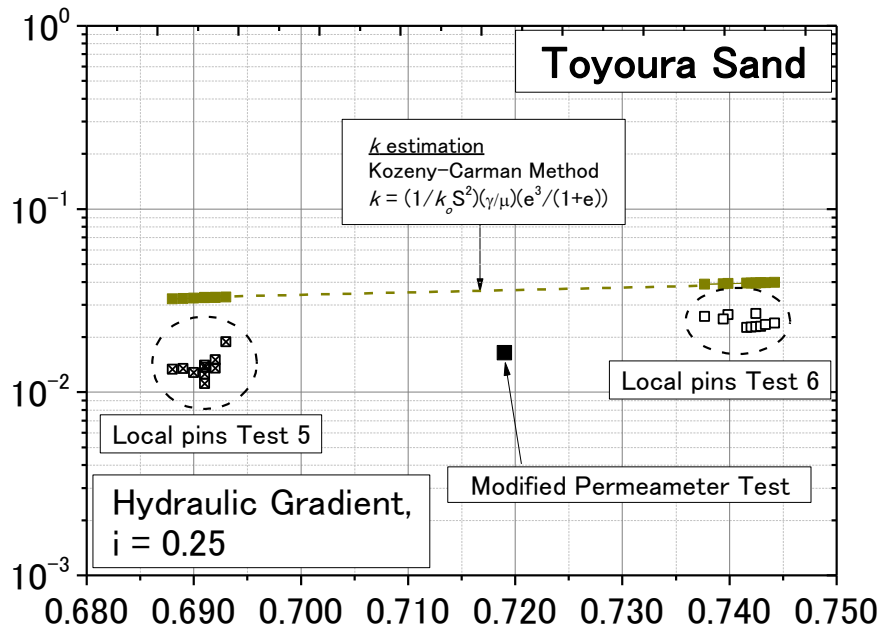 10⁰
Toyoura Sand
k estimation
Kozeny-Carman Method
k = (1/kₒS²)(γ/μ)(e³/(1+e))
10⁻¹
Local pins Test 6
10⁻²
Local pins Test 5
Modified Permeameter Test
Hydraulic Gradient,
i = 0.25
10⁻³
0.680 0.690 0.700 0.710 0.720 0.730 0.740 0.750